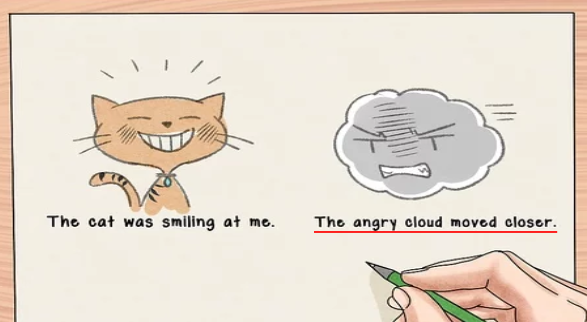 The cat was smiling at me.
The angry cloud moved closer.